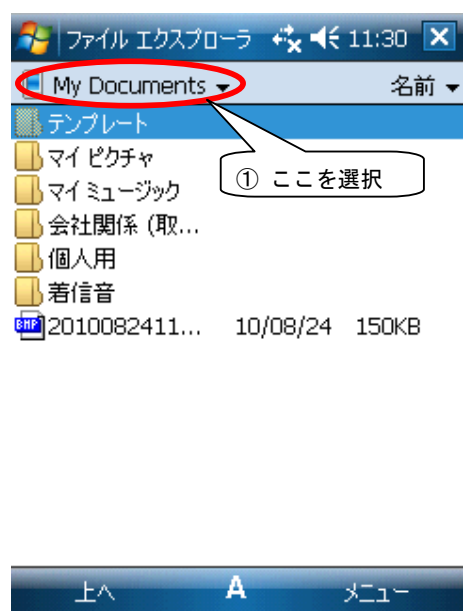 ファイル エクスプローラ 11:30
My Documents 名前
テンプレート
マイ ピクチャ
① ここを選択
マイ ミュージック
会社関係 (取...
個人用
着信音
BMP 2010082411... 10/08/24 150KB
上へ A メニュー